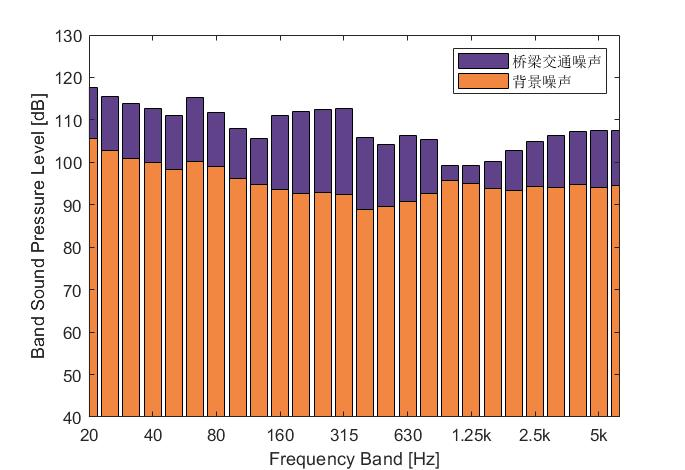 130
120
110
100
90
80
70
60
50
40
Band Sound Pressure Level [dB]
桥梁交通噪声
背景噪声
20 40 80 160 315 630 1.25k 2.5k 5k
Frequency Band [Hz]